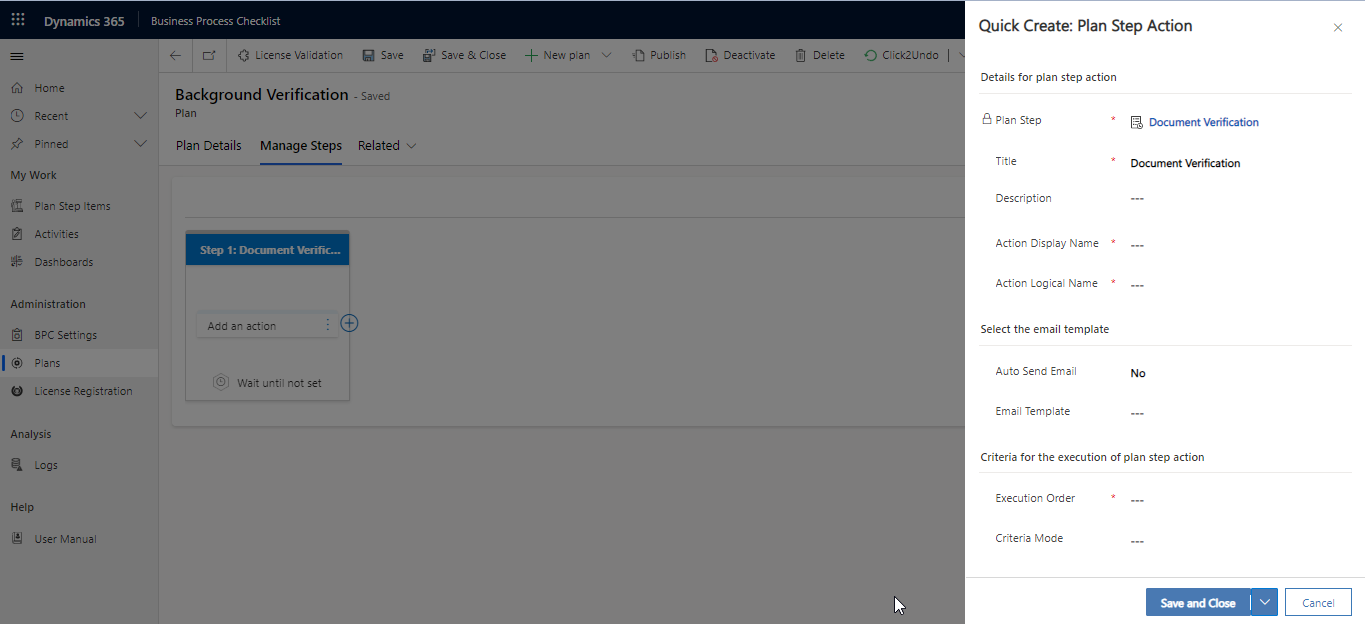 Dynamics 365 Business Process Checklist
License Validation Save Save & Close New plan Publish Deactivate Delete Click2Undo
Home
Recent
Pinned
My Work
Plan Step Items
Activities
Dashboards
Administration
BPC Settings
Plans
License Registration
Analysis
Logs
Help
User Manual
Background Verification - Saved
Plan
Plan Details Manage Steps Related
Step 1: Document Verific...
Add an action
Wait until not set
Quick Create: Plan Step Action
Details for plan step action
Plan Step * Document Verification
Title * Document Verification
Description ---
Action Display Name * ---
Action Logical Name * ---
Select the email template
Auto Send Email No
Email Template ---
Criteria for the execution of plan step action
Execution Order * ---
Criteria Mode ---
Save and Close Cancel